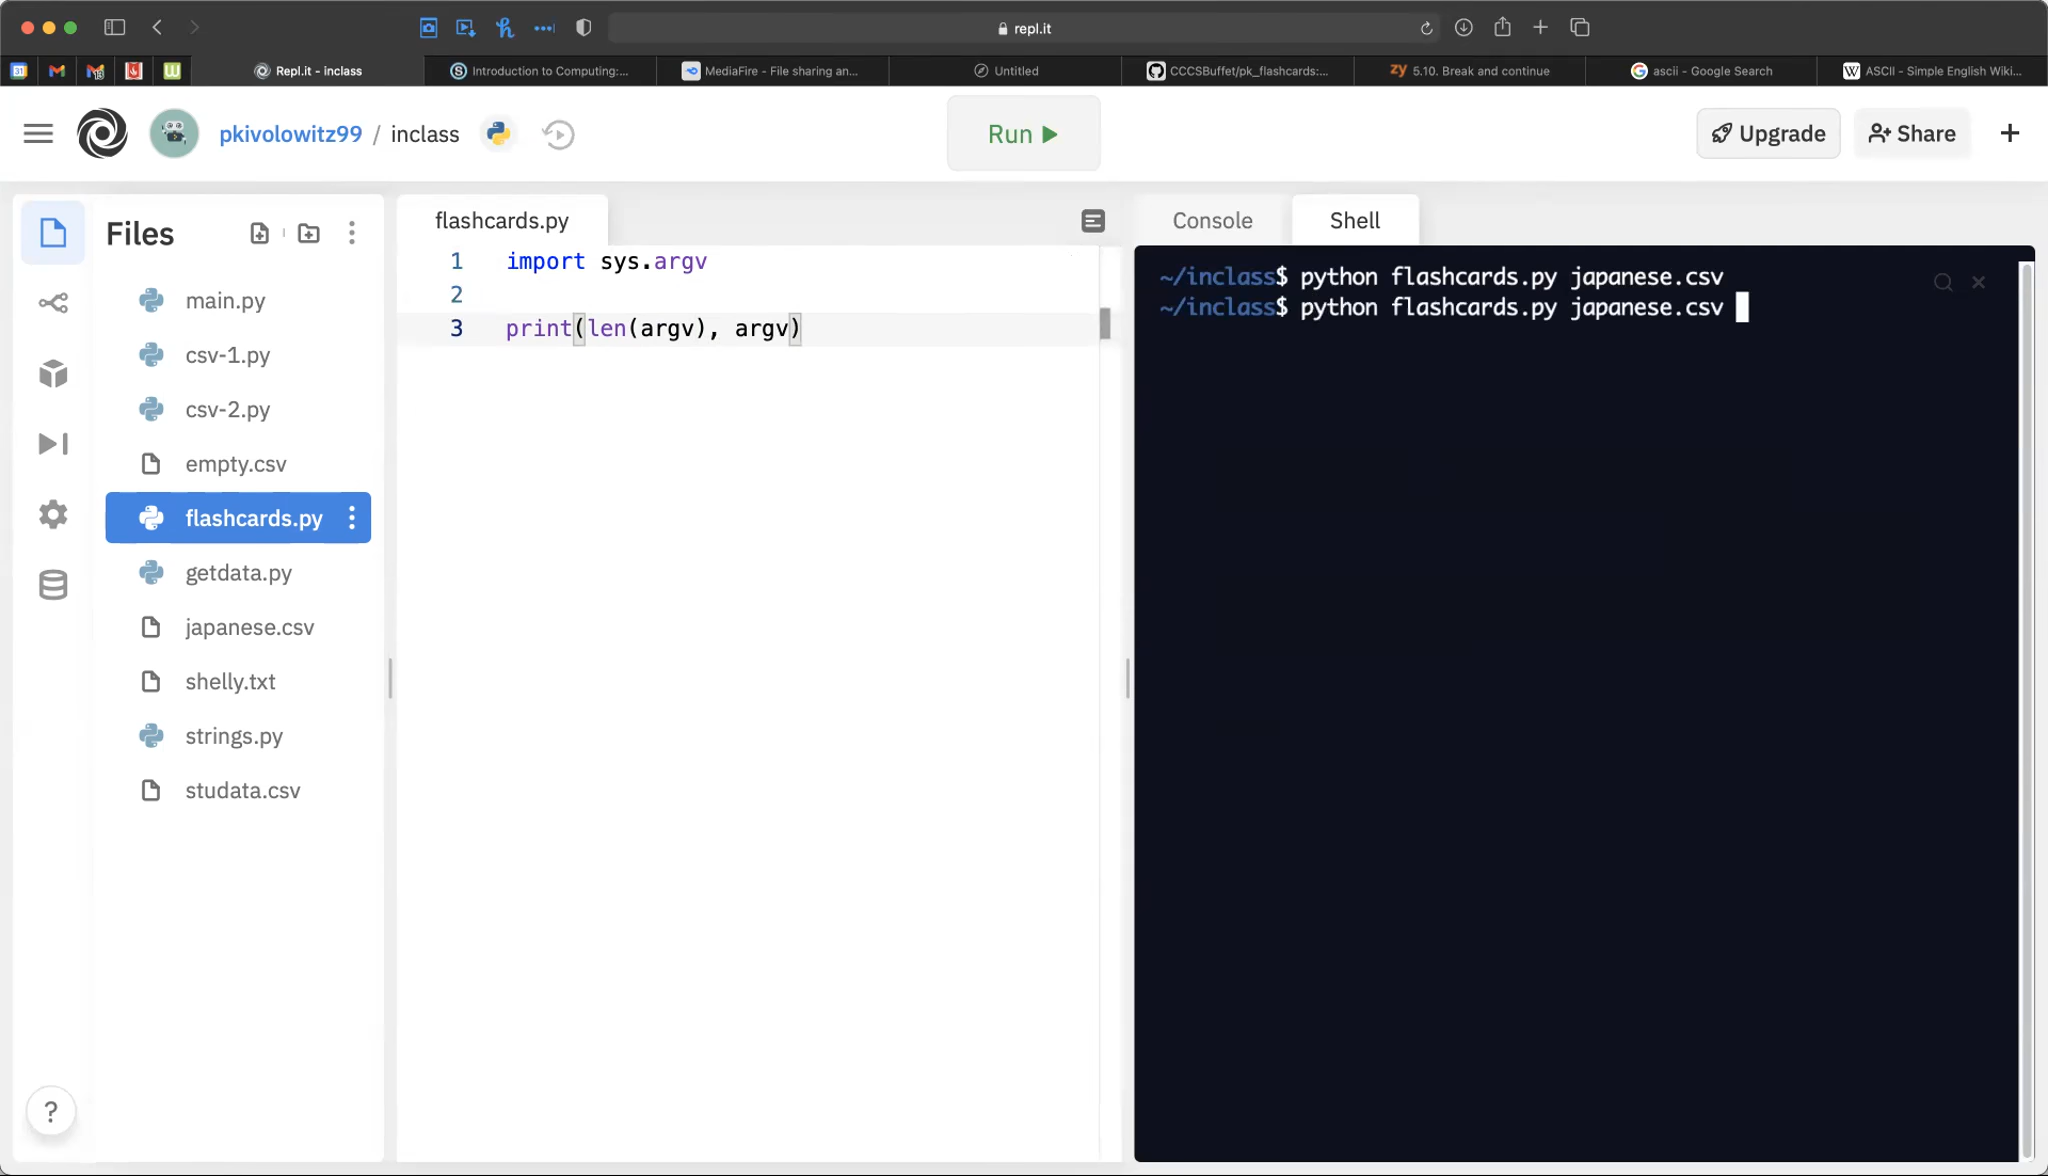 repl.it
Repl.it - inclass
Introduction to Computing:...
MediaFire - File sharing an...
Untitled
CCCSBuffet/pk_flashcards:...
zy 5.10. Break and continue
ascii - Google Search
W ASCII - Simple English Wiki...
pkivolowitz99 / inclass
Run
Upgrade
Share
Files
main.py
csv-1.py
csv-2.py
empty.csv
flashcards.py
getdata.py
japanese.csv
shelly.txt
strings.py
studata.csv
?
flashcards.py
1 import sys.argv
2
3 print(len(argv), argv)
Console
Shell
~/inclass$ python flashcards.py japanese.csv
~/inclass$ python flashcards.py japanese.csv